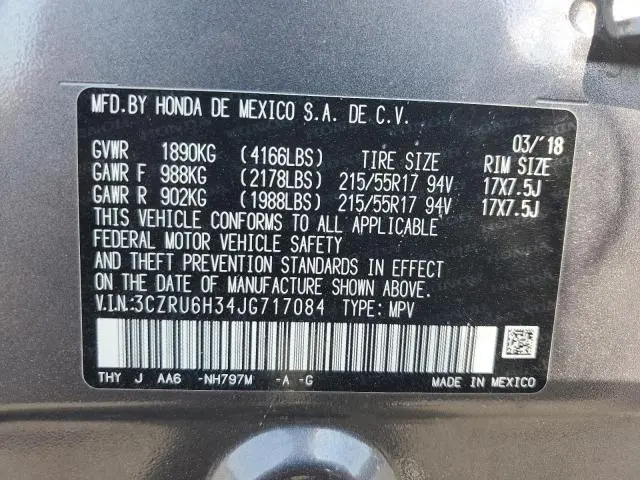 MFD.BY HONDA DE MEXICO S.A. DE C.V.
03/'18
GVWR 1890KG (4166LBS) TIRE SIZE RIM SIZE
GAWR F 988KG (2178LBS) 215/55R17 94V 17X7.5J
GAWR R 902KG (1988LBS) 215/55R17 94V 17X7.5J
THIS VEHICLE CONFORMS TO ALL APPLICABLE
FEDERAL MOTOR VEHICLE SAFETY
AND THEFT PREVENTION STANDARDS IN EFFECT
ON THE DATE OF MANUFACTURE SHOWN ABOVE.
V.I.N.:3CZRU6H34JG717084 TYPE: MPV
THY J AA6 -NH797M -A -G MADE IN MEXICO